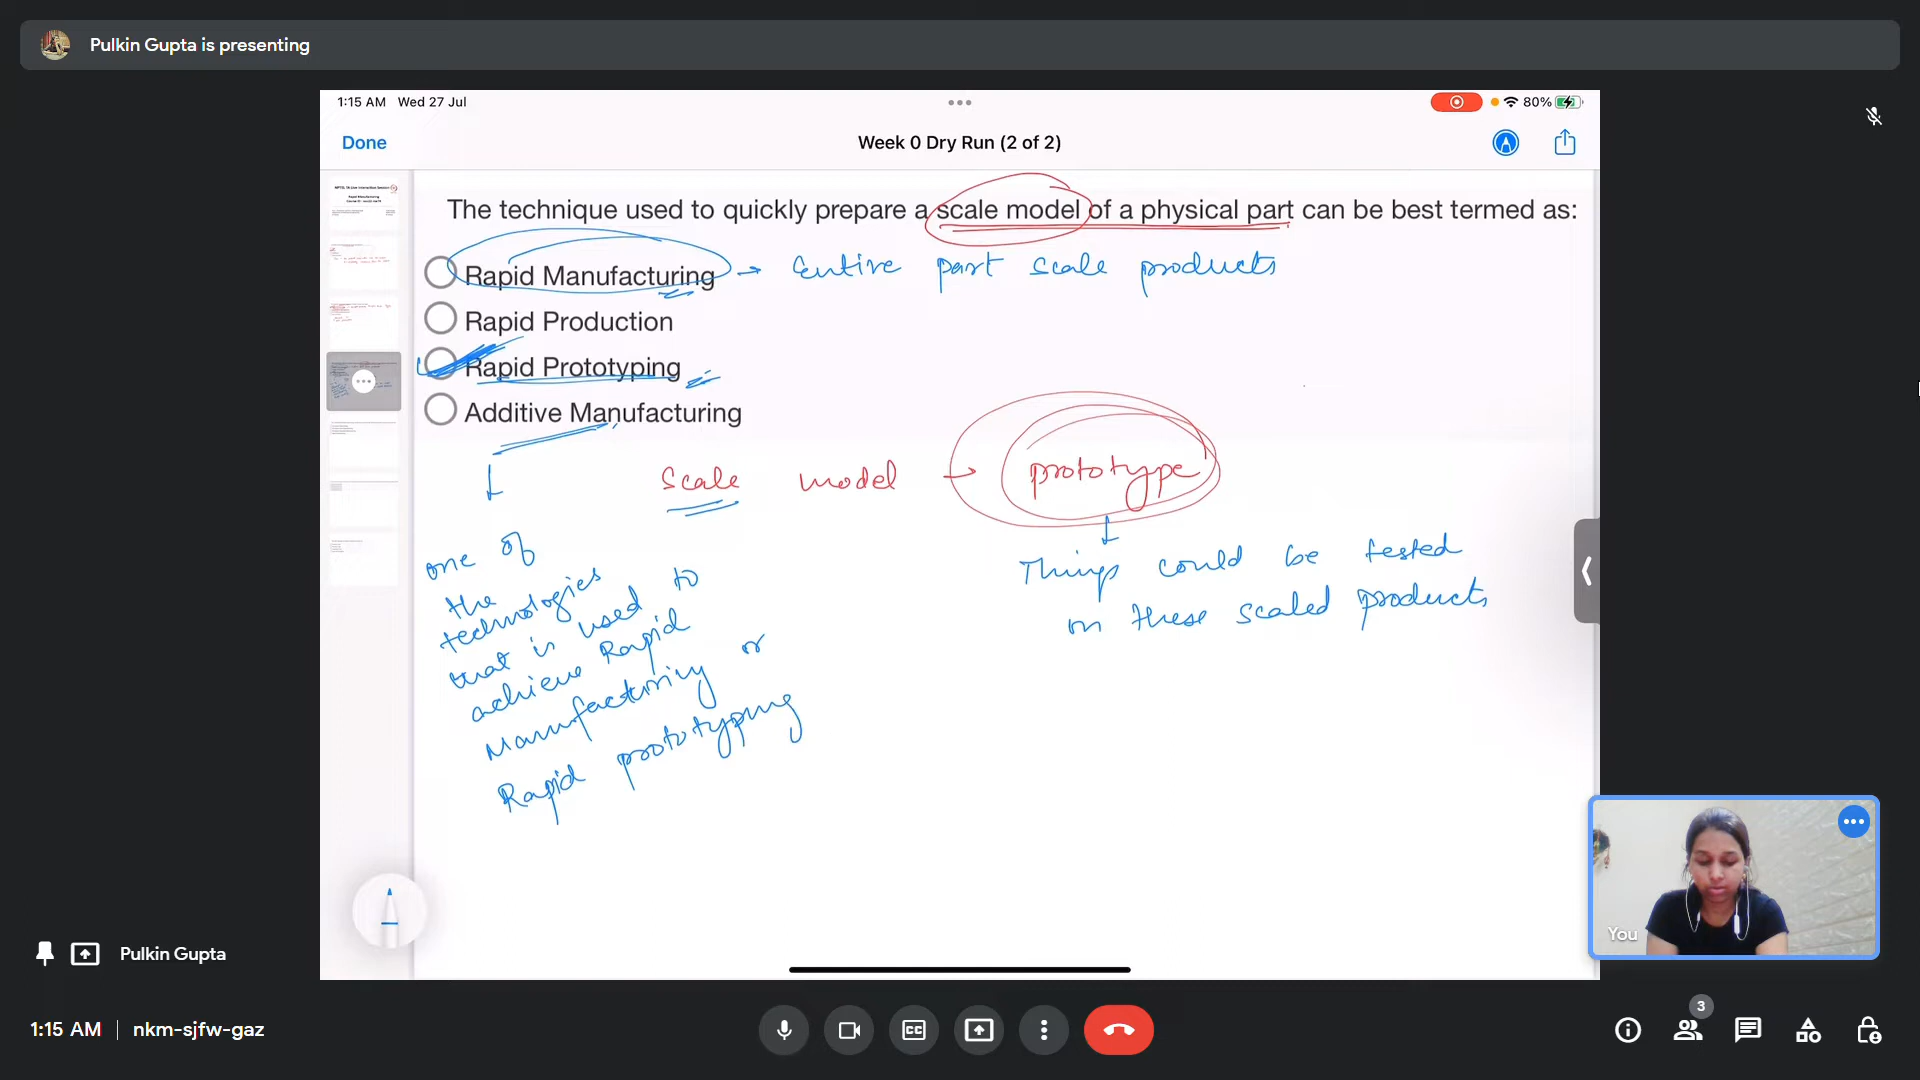 Pulkin Gupta is presenting
1:15 AM Wed 27 Jul
80%
Done
Week 0 Dry Run (2 of 2)
The technique used to quickly prepare a scale model of a physical part can be best termed as:
Rapid Manufacturing → Entire part scale products
Rapid Production
Rapid Prototyping
Additive Manufacturing
Scale model → prototype
one of
the
technologies
that is used to
achieve Rapid
Manufacturing or
Rapid prototyping
Things could be tested
on these scaled products
You
Pulkin Gupta
1:15 AM | nkm-sjfw-gaz
CC
3